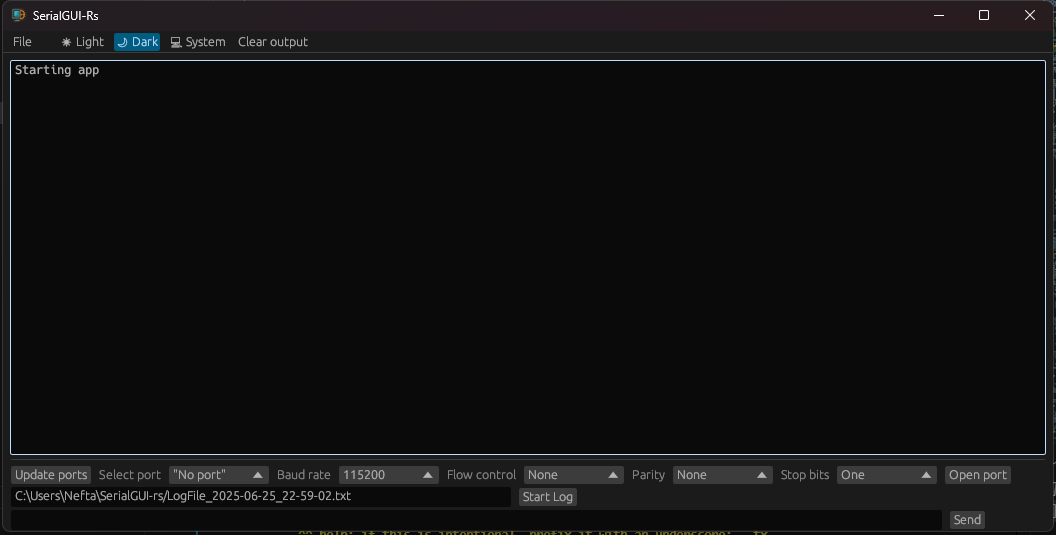 SerialGUI-Rs
File Light Dark System Clear output
Starting app
Update ports Select port "No port" Baud rate 115200 Flow control None Parity None Stop bits One Open port
C:\Users\Nefta\SerialGUI-rs/LogFile_2025-06-25_22-59-02.txt Start Log
Send